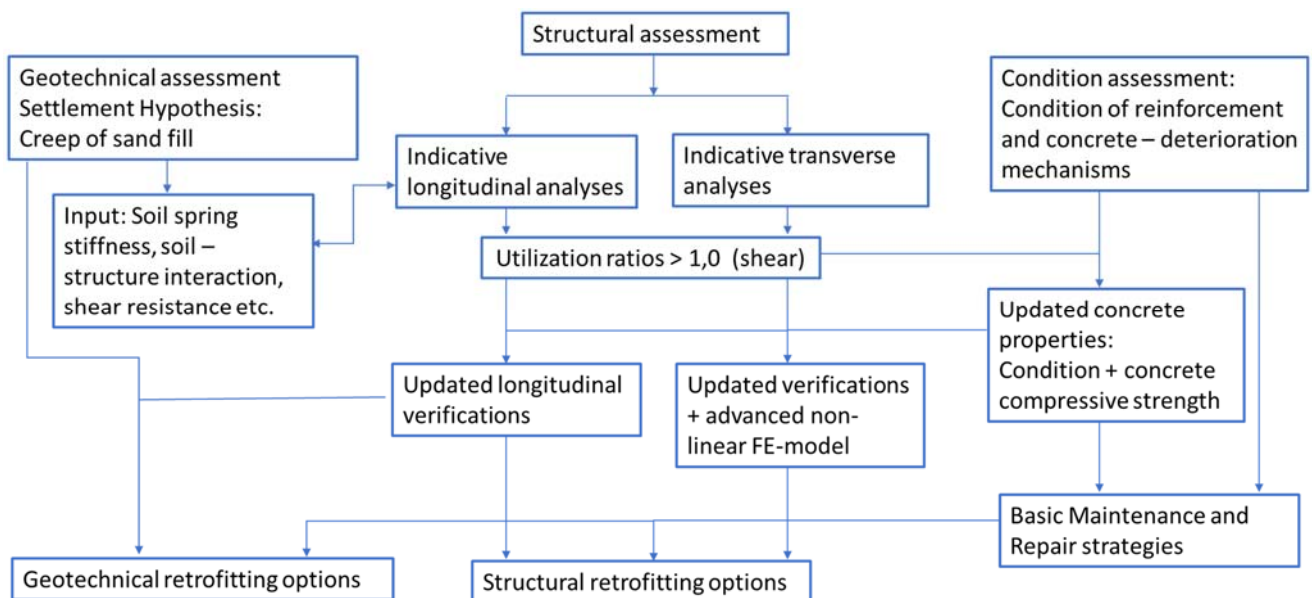 Structural assessment
Geotechnical assessment
Settlement Hypothesis:
Creep of sand fill
Condition assessment:
Condition of reinforcement
and concrete – deterioration
mechanisms
Indicative
longitudinal analyses
Indicative transverse
analyses
Input: Soil spring
stiffness, soil –
structure interaction,
shear resistance etc.
Utilization ratios > 1,0 (shear)
Updated concrete
properties:
Condition + concrete
compressive strength
Updated longitudinal
verifications
Updated verifications
+ advanced non-
linear FE-model
Basic Maintenance and
Repair strategies
Geotechnical retrofitting options
Structural retrofitting options